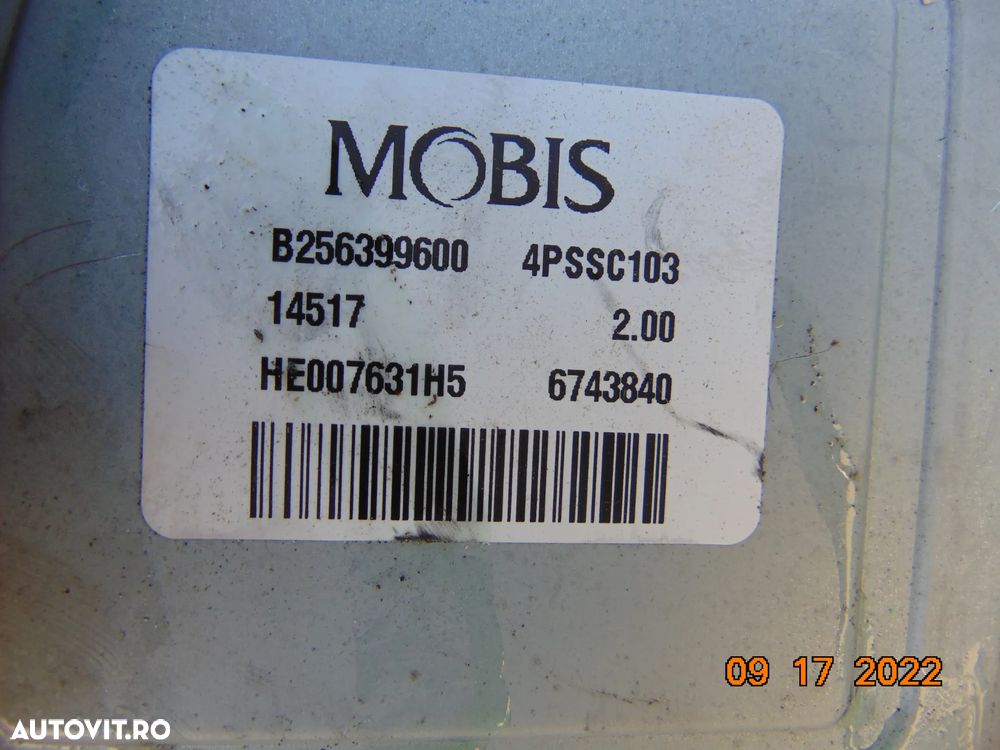 MOBIS
B256399600 4PSSC103
14517 2.00
HE007631H5 6743840
09 17 2022
AUTOVIT.RO